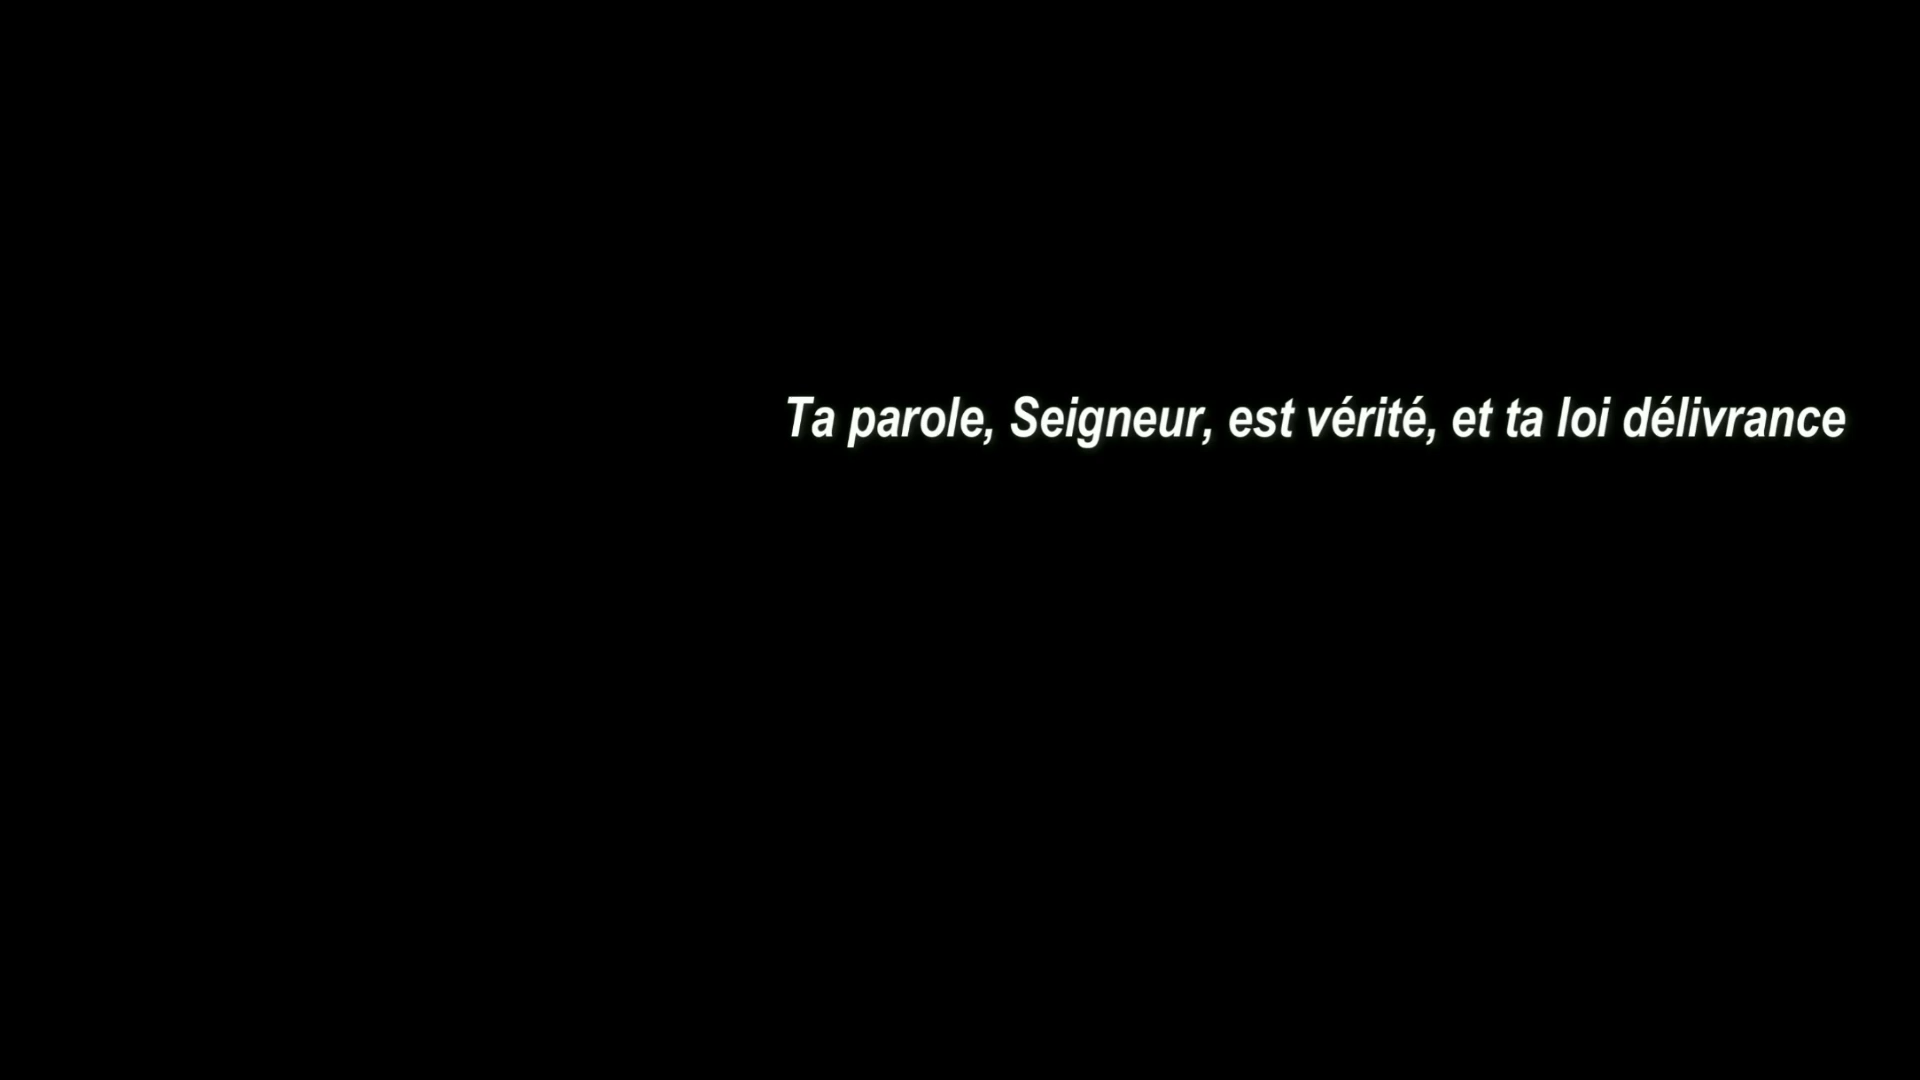 Ta parole, Seigneur, est vérité, et ta loi délivrance